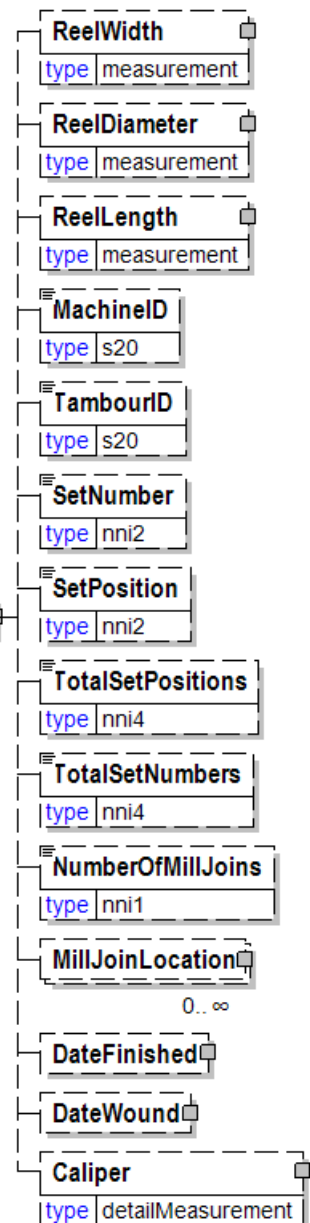 ReelWidth
type measurement
ReelDiameter
type measurement
ReelLength
type measurement
MachineID
type s20
TambourID
type s20
SetNumber
type nni2
SetPosition
type nni2
TotalSetPositions
type nni4
TotalSetNumbers
type nni4
NumberOfMillJoins
type nni1
MillJoinLocation
0..∞
DateFinished
DateWound
Caliper
type detailMeasurement